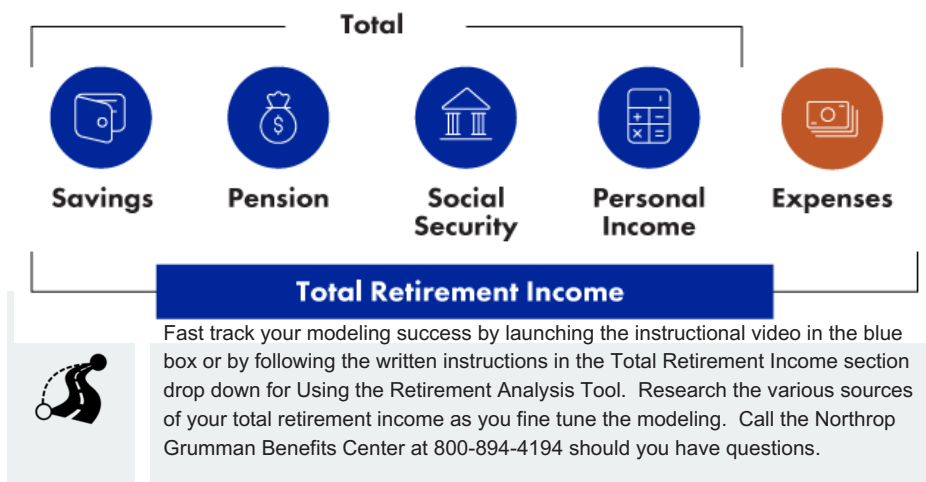 Total
Savings
Pension
Social
Security
Personal
Income
Expenses
Total Retirement Income
Fast track your modeling success by launching the instructional video in the blue
box or by following the written instructions in the Total Retirement Income section
drop down for Using the Retirement Analysis Tool.  Research the various sources
of your total retirement income as you fine tune the modeling.  Call the Northrop
Grumman Benefits Center at 800-894-4194 should you have questions.